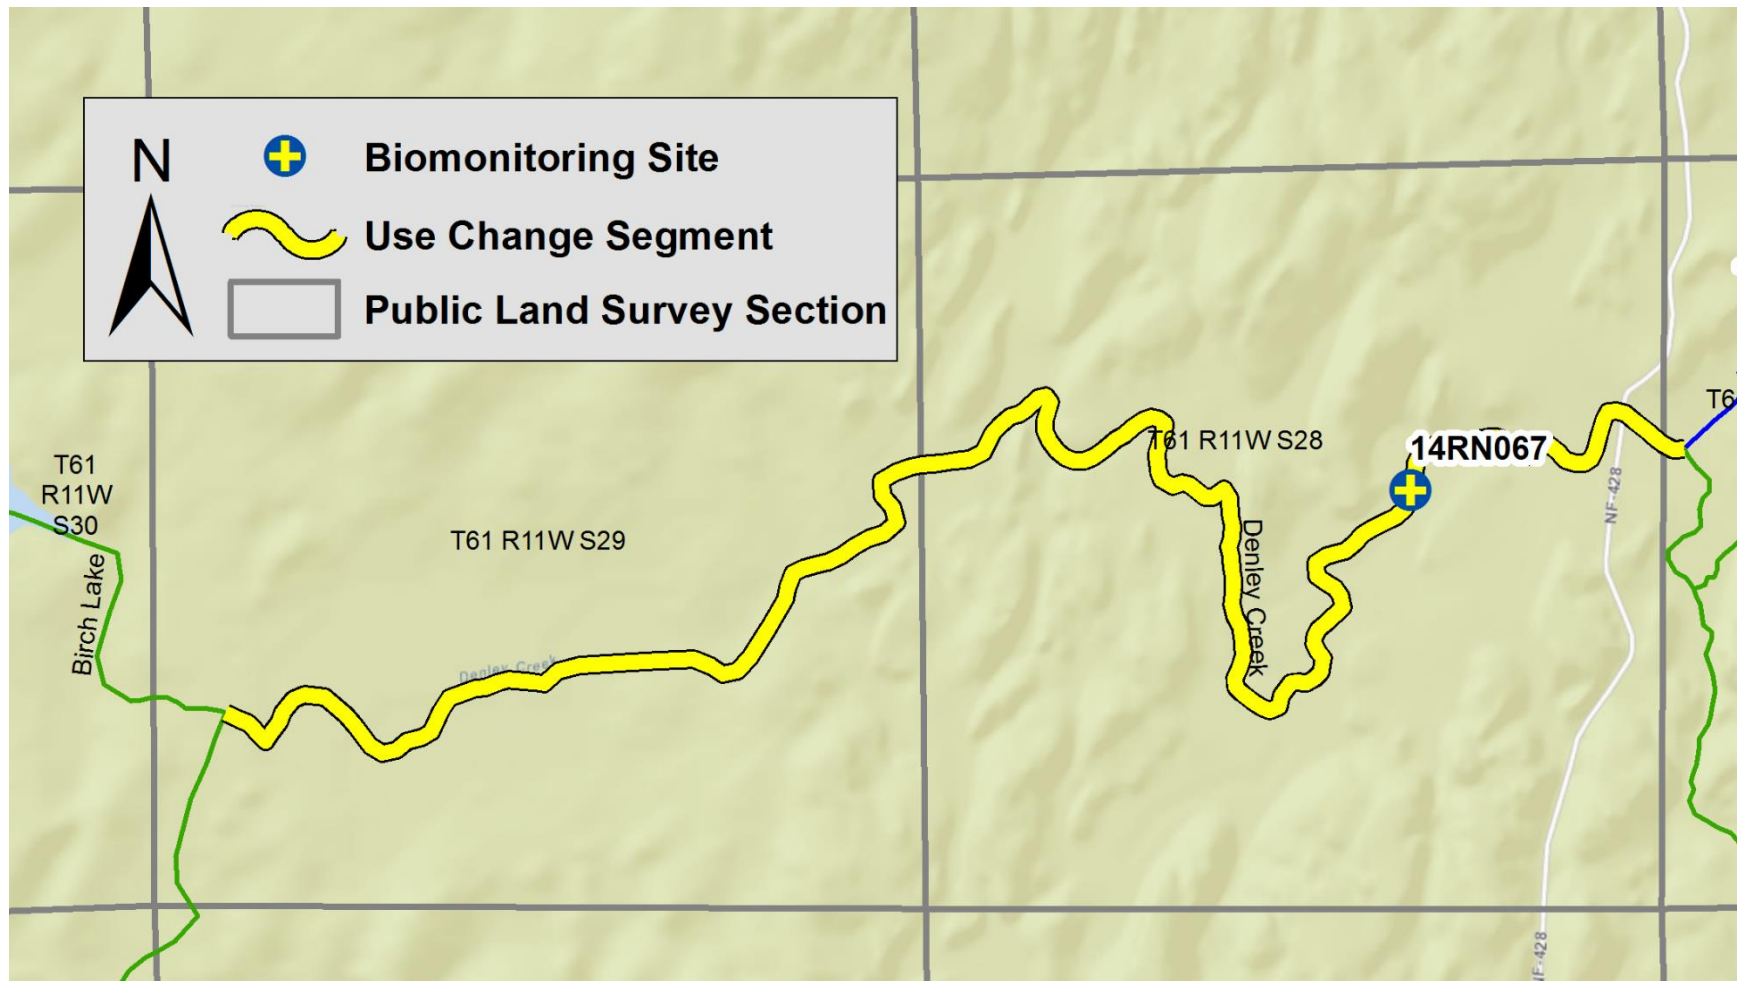 N
Biomonitoring Site
Use Change Segment
Public Land Survey Section
T6
T61 R11W S28
14RN067
T61
R11W
S30
NF-428
T61 R11W S29
Denley Creek
Birch Lake
Denley Creek
NF-428